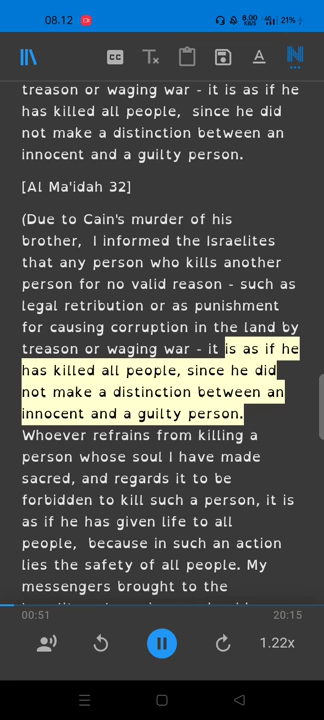 08.12
8.00
KB/S
4G
21%
CC
A
N
treason or waging war - it is as if he
has killed all people, since he did
not make a distinction between an
innocent and a guilty person.
[Al Ma'idah 32]
(Due to Cain's murder of his
brother, I informed the Israelites
that any person who kills another
person for no valid reason - such as
legal retribution or as punishment
for causing corruption in the land by
treason or waging war - it is as if he
has killed all people, since he did
not make a distinction between an
innocent and a guilty person.
Whoever refrains from killing a
person whose soul I have made
sacred, and regards it to be
forbidden to kill such a person, it is
as if he has given life to all
people, because in such an action
lies the safety of all people. My
messengers brought to the
00:51
20:15
1.22x